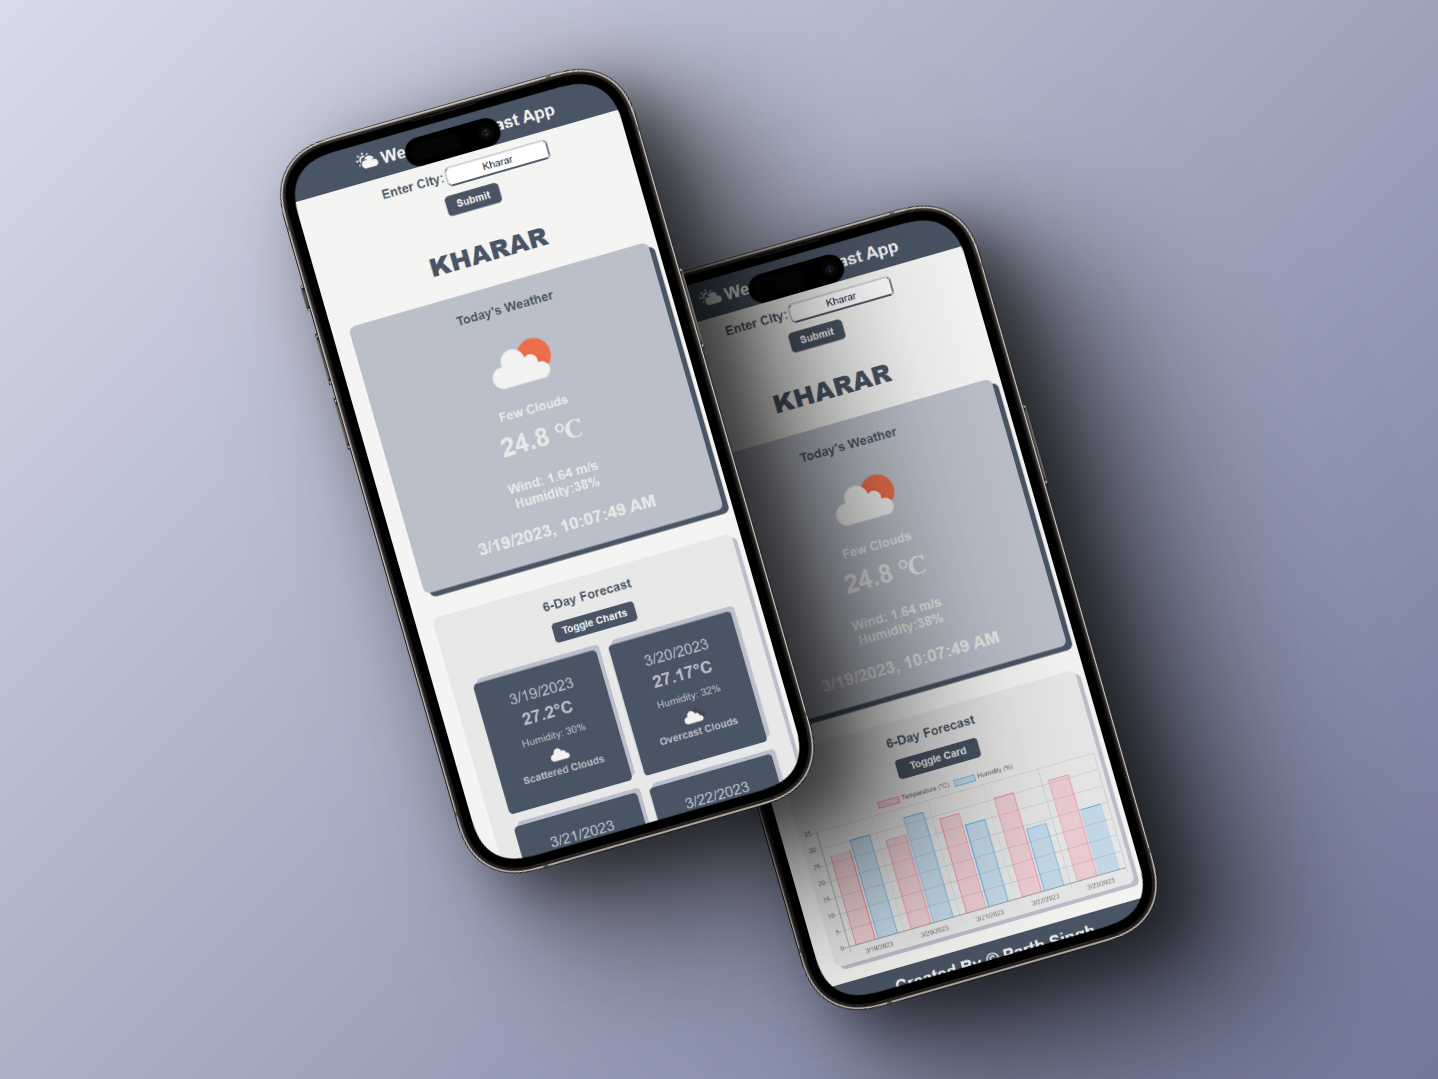 We ast App
Enter City: Kharar
Submit
KHARAR
Today's Weather
Few Clouds
24.8 °C
Wind: 1.64 m/s
Humidity:38%
3/19/2023, 10:07:49 AM
6-Day Forecast
Toggle Charts
3/19/2023
27.2°C
Humidity: 30%
Scattered Clouds
3/20/2023
27.17°C
Humidity: 32%
Overcast Clouds
3/21/2023
3/22/2023
We ast App
Enter City: Kharar
Submit
KHARAR
Today's Weather
Few Clouds
24.8 °C
Wind: 1.64 m/s
Humidity:38%
3/19/2023, 10:07:49 AM
6-Day Forecast
Toggle Card
Temperature (°C) Humidity (%)
35
30
25
20
15
10
5
0
3/19/2023 3/20/2023 3/21/2023 3/22/2023 3/23/2023
Created By © Parth Singh